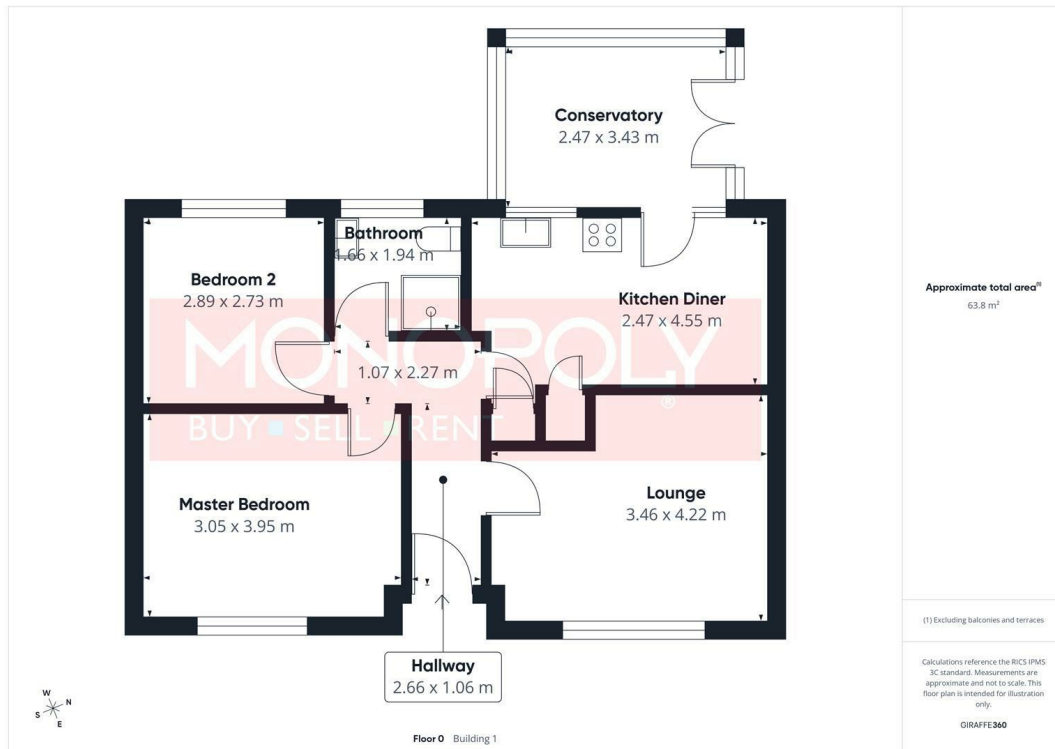 Conservatory
2.47 x 3.43 m
Bathroom
1.66 x 1.94 m
Bedroom 2
2.89 x 2.73 m
Kitchen Diner
2.47 x 4.55 m
MONOPOLY
®
BUY ● SELL ● RENT
1.07 x 2.27 m
Master Bedroom
3.05 x 3.95 m
Lounge
3.46 x 4.22 m
Hallway
2.66 x 1.06 m
W
N
S
E
Floor 0 Building 1
Approximate total area(1)
63.8 m²
(1) Excluding balconies and terraces
Calculations reference the RICS IPMS
3C standard. Measurements are
approximate and not to scale. This
floor plan is intended for illustration
only.
GIRAFFE360